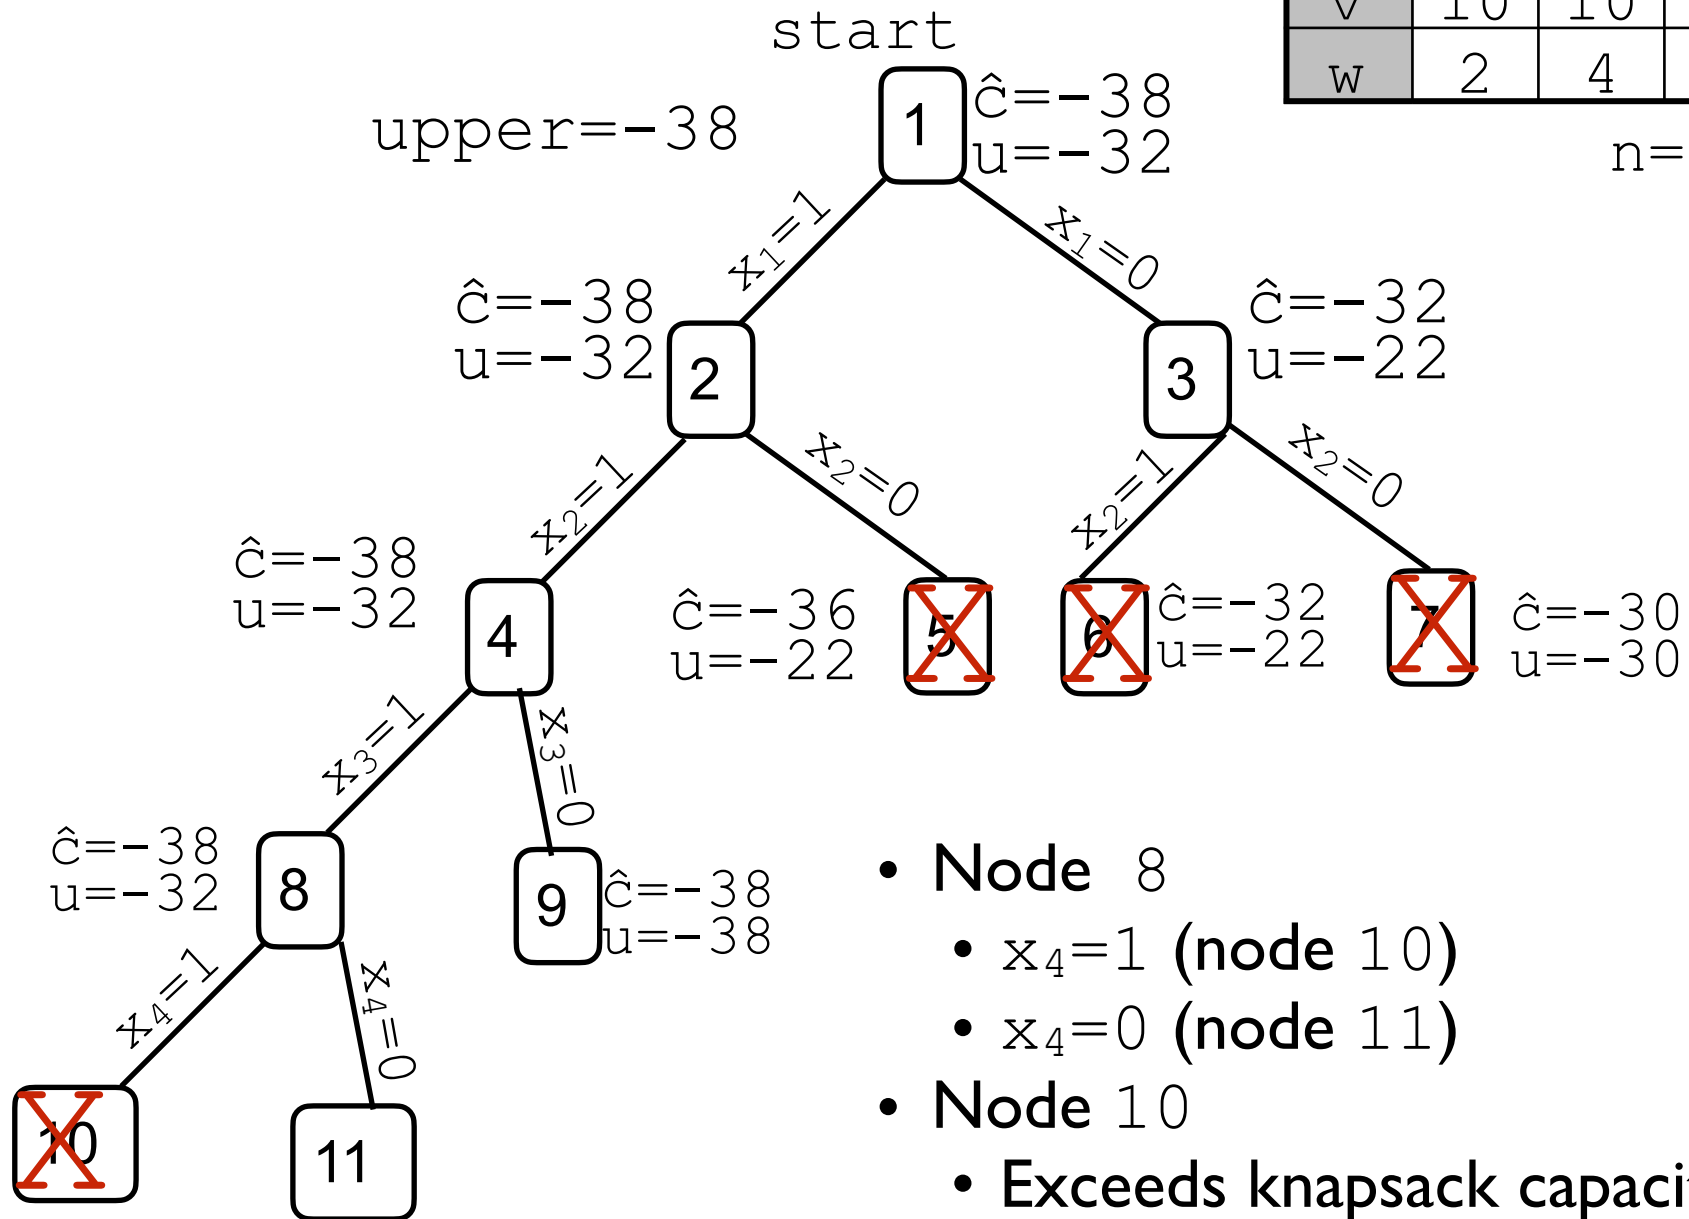 start
v 10 10
w 2 4
n=
upper=-38
1
ĉ=-38
u=-32
x₁=1
x₁=0
ĉ=-38
u=-32
2
3
ĉ=-32
u=-22
x₂=1
x₂=0
x₂=1
x₂=0
ĉ=-38
u=-32
4
ĉ=-36
u=-22
5
6
ĉ=-32
u=-22
7
ĉ=-30
u=-30
x₃=1
x₃=0
ĉ=-38
u=-32
8
9
ĉ=-38
u=-38
x₄=1
x₄=0
10
11
• Node 8
• x₄=1 (node 10)
• x₄=0 (node 11)
• Node 10
• Exceeds knapsack capaci